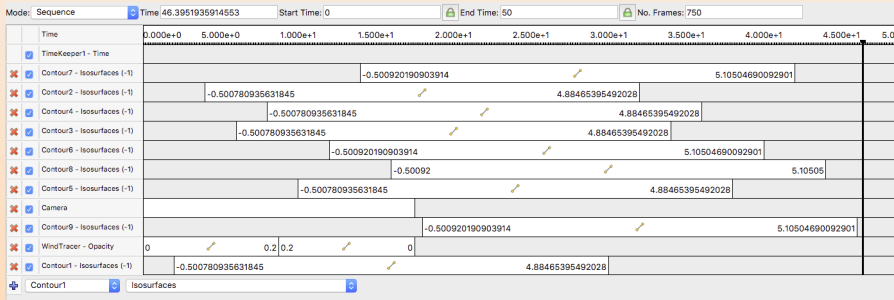 Mode: Sequence Time 46.3951935914553 Start Time: 0 End Time: 50 No. Frames: 750
Time 0.000e+0 5.000e+0 1.000e+1 1.500e+1 2.000e+1 2.500e+1 3.000e+1 3.500e+1 4.000e+1 4.500e+1 5.0
TimeKeeper1 - Time
Contour7 - Isosurfaces (-1) -0.500920190903914 5.10504690092901
Contour2 - Isosurfaces (-1) -0.500780935631845 4.88465395492028
Contour4 - Isosurfaces (-1) -0.500780935631845 4.88465395492028
Contour3 - Isosurfaces (-1) -0.500780935631845 4.88465395492028
Contour6 - Isosurfaces (-1) -0.500920190903914 5.10504690092901
Contour8 - Isosurfaces (-1) -0.50092 5.10505
Contour5 - Isosurfaces (-1) -0.500780935631845 4.88465395492028
Camera
Contour9 - Isosurfaces (-1) -0.500920190903914 5.10504690092901
WindTracer - Opacity 0 0.2 0.2 0
Contour1 - Isosurfaces (-1) -0.500780935631845 4.88465395492028
Contour1 Isosurfaces